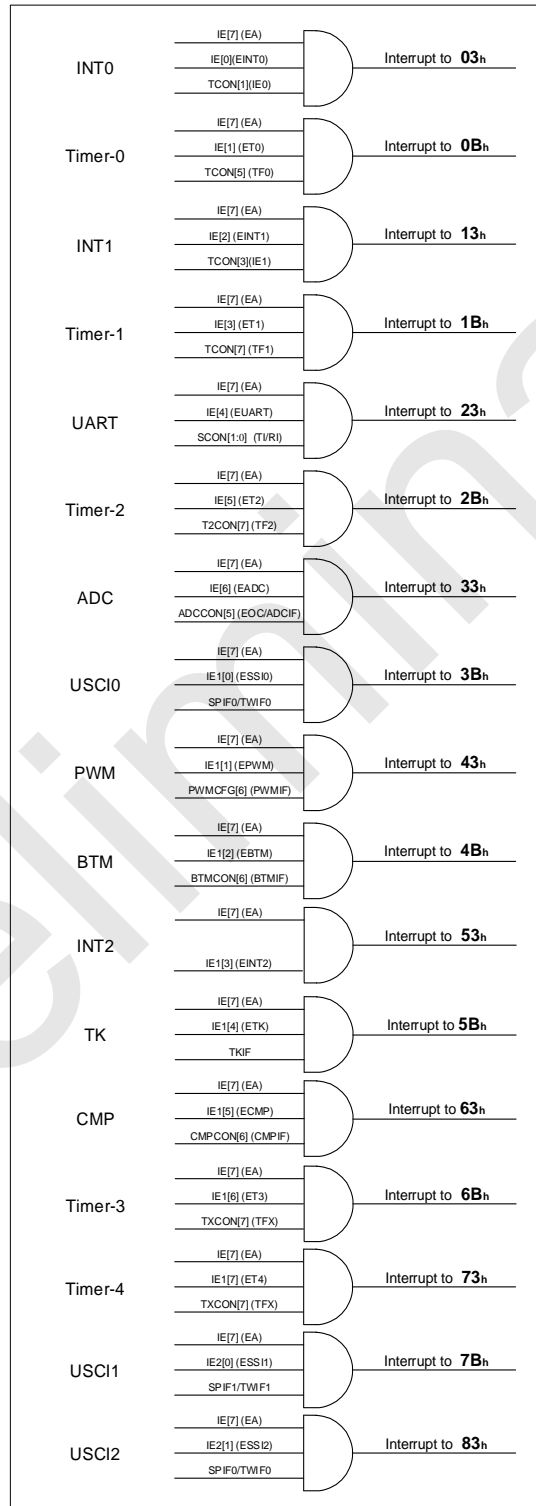 IE[7] (EA)
INT0 IE[0](EINT0) Interrupt to 03h
TCON[1](IE0)
IE[7] (EA)
Timer-0 IE[1] (ET0) Interrupt to 0Bh
TCON[5] (TF0)
IE[7] (EA)
INT1 IE[2] (EINT1) Interrupt to 13h
TCON[3](IE1)
IE[7] (EA)
Timer-1 IE[3] (ET1) Interrupt to 1Bh
TCON[7] (TF1)
IE[7] (EA)
UART IE[4] (EUART) Interrupt to 23h
SCON[1:0] (TI/RI)
IE[7] (EA)
Timer-2 IE[5] (ET2) Interrupt to 2Bh
T2CON[7] (TF2)
IE[7] (EA)
ADC IE[6] (EADC) Interrupt to 33h
ADCCON[5] (EOC/ADCIF)
IE[7] (EA)
USCI0 IE1[0] (ESSI0) Interrupt to 3Bh
SPIF0/TWIF0
IE[7] (EA)
PWM IE1[1] (EPWM) Interrupt to 43h
PWMCFG[6] (PWMIF)
IE[7] (EA)
BTM IE1[2] (EBTM) Interrupt to 4Bh
BTMCON[6] (BTMIF)
IE[7] (EA)
INT2 IE1[3] (EINT2) Interrupt to 53h
IE[7] (EA)
TK IE1[4] (ETK) Interrupt to 5Bh
TKIF
IE[7] (EA)
CMP IE1[5] (ECMP) Interrupt to 63h
CMPCON[6] (CMPIF)
IE[7] (EA)
Timer-3 IE1[6] (ET3) Interrupt to 6Bh
TXCON[7] (TFX)
IE[7] (EA)
Timer-4 IE1[7] (ET4) Interrupt to 73h
TXCON[7] (TFX)
IE[7] (EA)
USCI1 IE2[0] (ESSI1) Interrupt to 7Bh
SPIF1/TWIF1
IE[7] (EA)
USCI2 IE2[1] (ESSI2) Interrupt to 83h
SPIF0/TWIF0
elimina